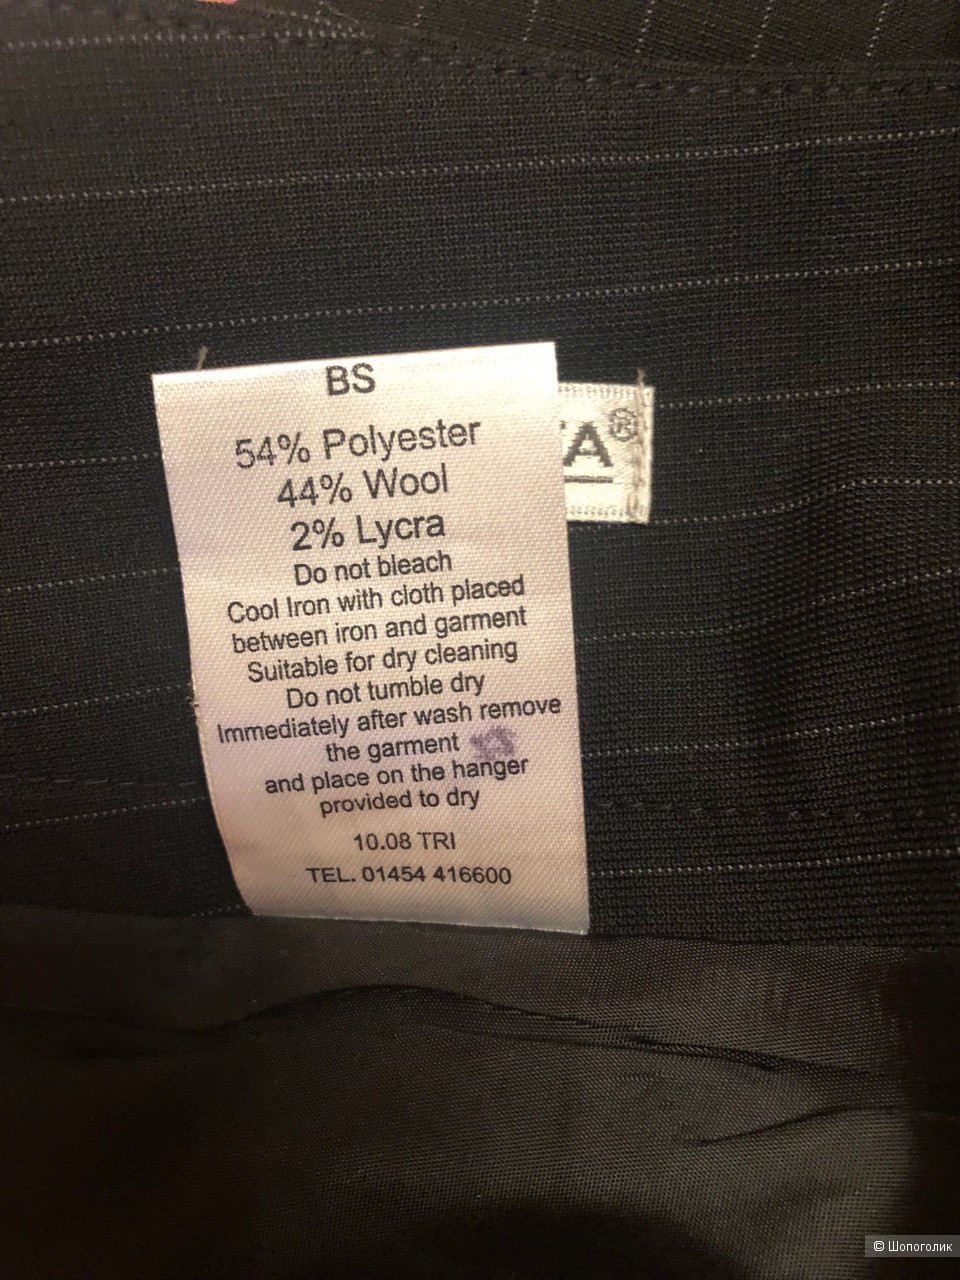 BS
54% Polyester
44% Wool
2% Lycra
Do not bleach
Cool Iron with cloth placed
between iron and garment
Suitable for dry cleaning
Do not tumble dry
Immediately after wash remove
the garment
and place on the hanger
provided to dry
10.08 TRI
TEL. 01454 416600
A®
© Шопоголик